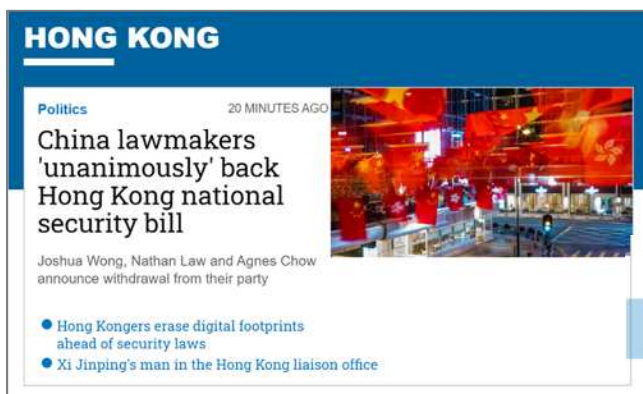 HONG KONG
Politics
20 MINUTES AGO
China lawmakers
'unanimously' back
Hong Kong national
security bill
Joshua Wong, Nathan Law and Agnes Chow
announce withdrawal from their party
Hong Kongers erase digital footprints
ahead of security laws
Xi Jinping's man in the Hong Kong liaison office